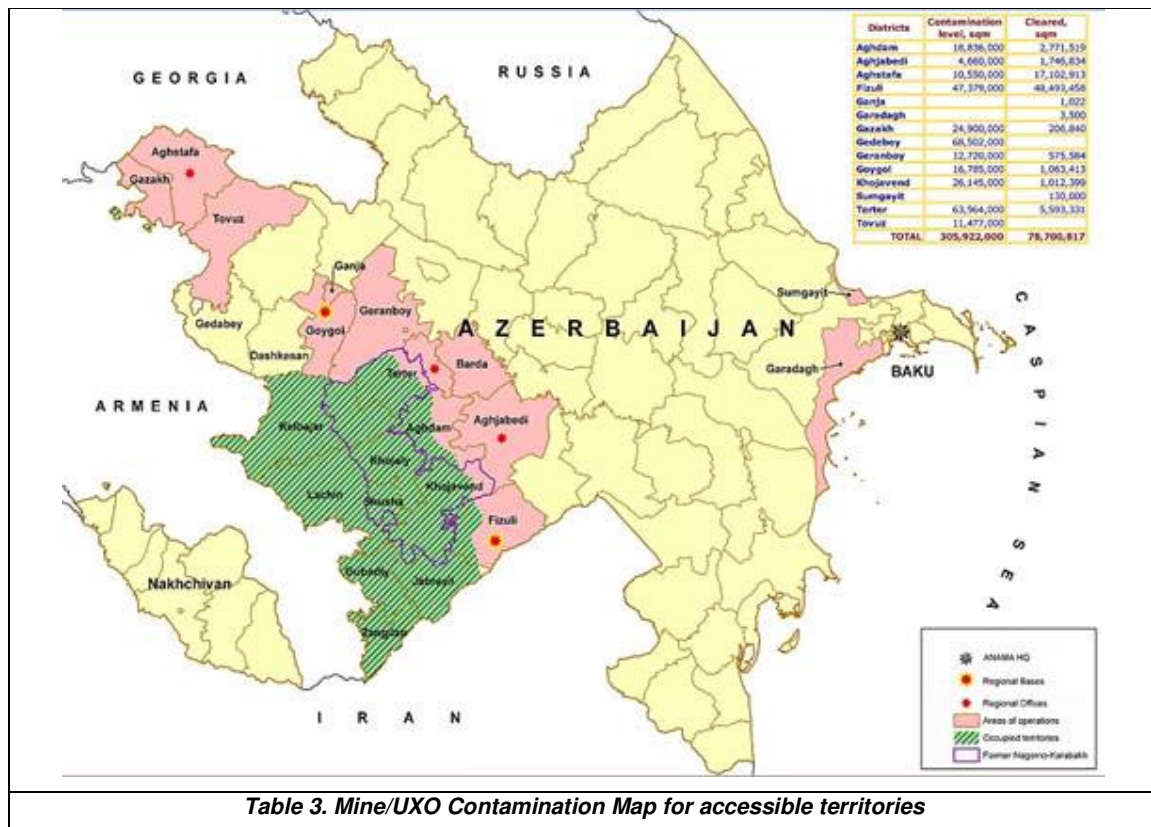 Districts Contamination level, sqm Cleared, sqm
Aghdam 18,836,000 2,771,519
Aghjabedi 4,660,000 1,746,834
Aghstafa 10,550,000 17,102,913
Fizuli 47,379,000 48,493,456
Ganja 1,022
Garadagh 3,500
Gazakh 24,900,000 206,840
Gedebey 68,502,000
Geranboy 12,720,000 575,584
Goygol 16,785,000 1,063,413
Khojavend 26,145,000 1,012,399
Sumgayit 130,000
Terter 63,964,000 5,593,331
Tovuz 11,477,000
TOTAL 305,922,000 78,700,817
GEORGIA
RUSSIA
Aghstafa
Gazakh
Tovuz
Ganja
Gedabey
Goygol
Geranboy
Dashkesan
AZERBAIJAN
Sumgayit
Garadagh
BAKU
CASPIAN SEA
ARMENIA
Terter
Barda
Kelbajar
Aghdam
Aghjabedi
Khojaly
Khojavend
Lachin
Shusha
Fizuli
Nakhchivan
Gubadly
Jabrayil
Zangilan
IRAN
ANAMA HQ
Regional Bases
Regional Offices
Areas of operations
Occupied territories
Former Nagorno-Karabakh
Table 3. Mine/UXO Contamination Map for accessible territories